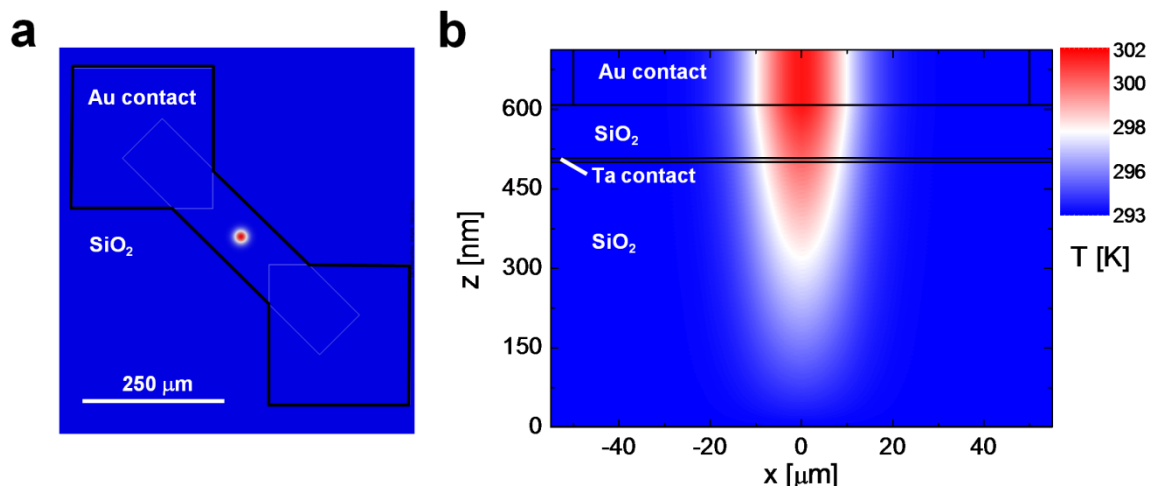 a
Au contact
SiO₂
250 μm
b
Au contact
SiO₂
Ta contact
SiO₂
z [nm]
600
450
300
150
0
-40 -20 0 20 40
x [μm]
302
300
298
296
293
T [K]